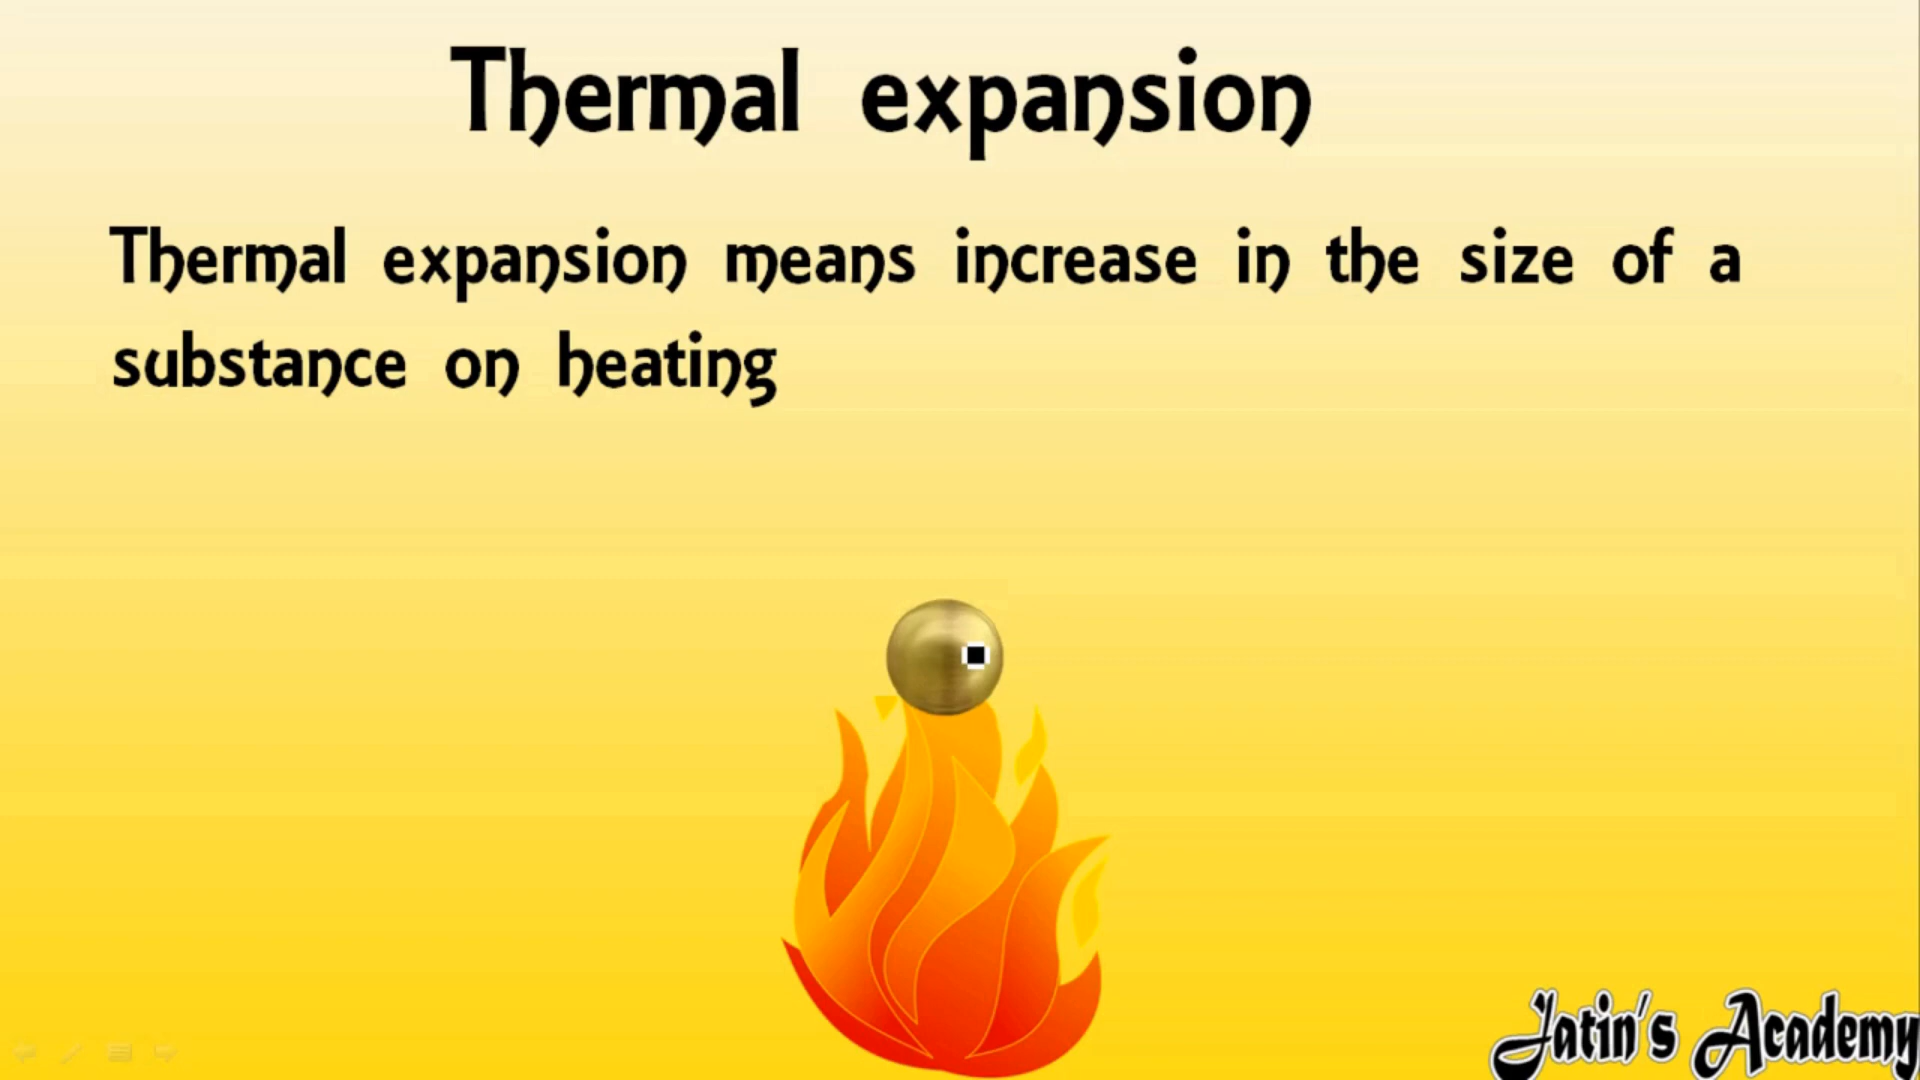 Thermal expansion
Thermal expansion means increase in the size of a
substance on heating
Jatin's Academy